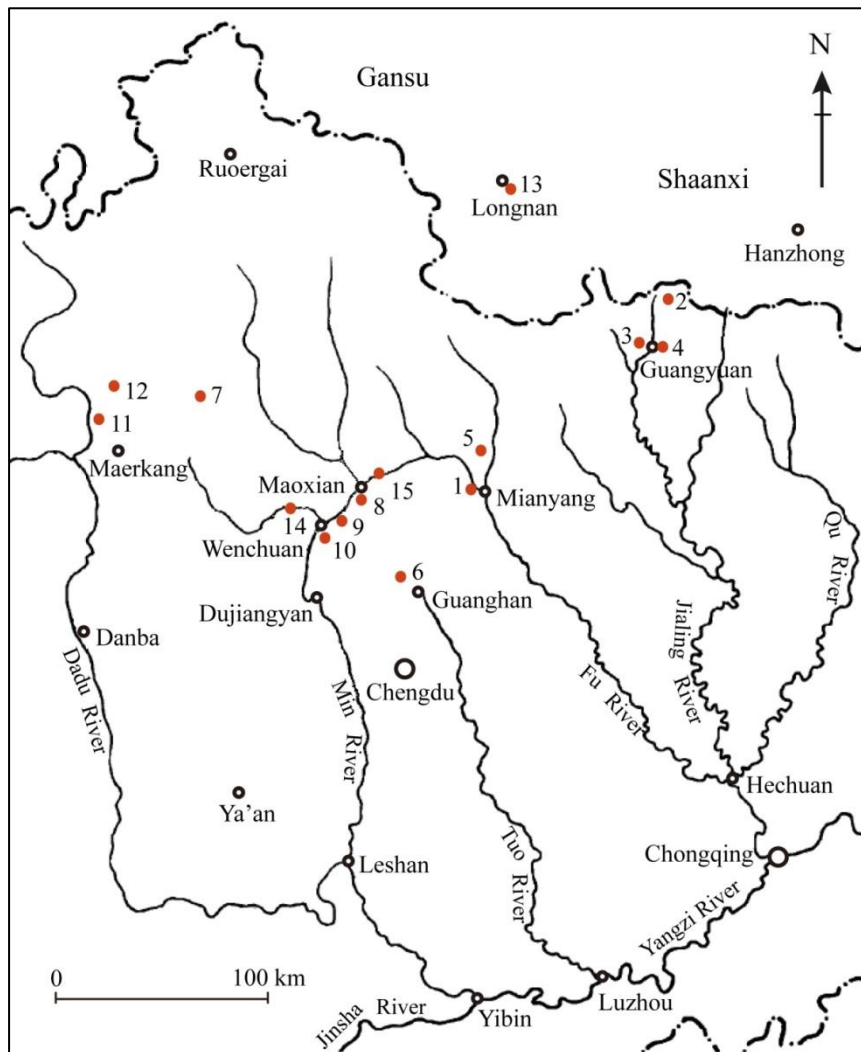 N
Gansu
Ruoergai
13
Longnan
Shaanxi
Hanzhong
2
3
4
Guangyuan
12
7
11
Maerkang
5
Maoxian
15
1
Mianyang
8
14
9
Wenchuan
10
6
Guanghan
Dujiangyan
Danba
Dadu River
Chengdu
Min River
Fu River
Jialing River
Qu River
Ya'an
Hechuan
Tuo River
Leshan
Chongqing
Yangzi River
0 100 km
Luzhou
Jinsha River
Yibin